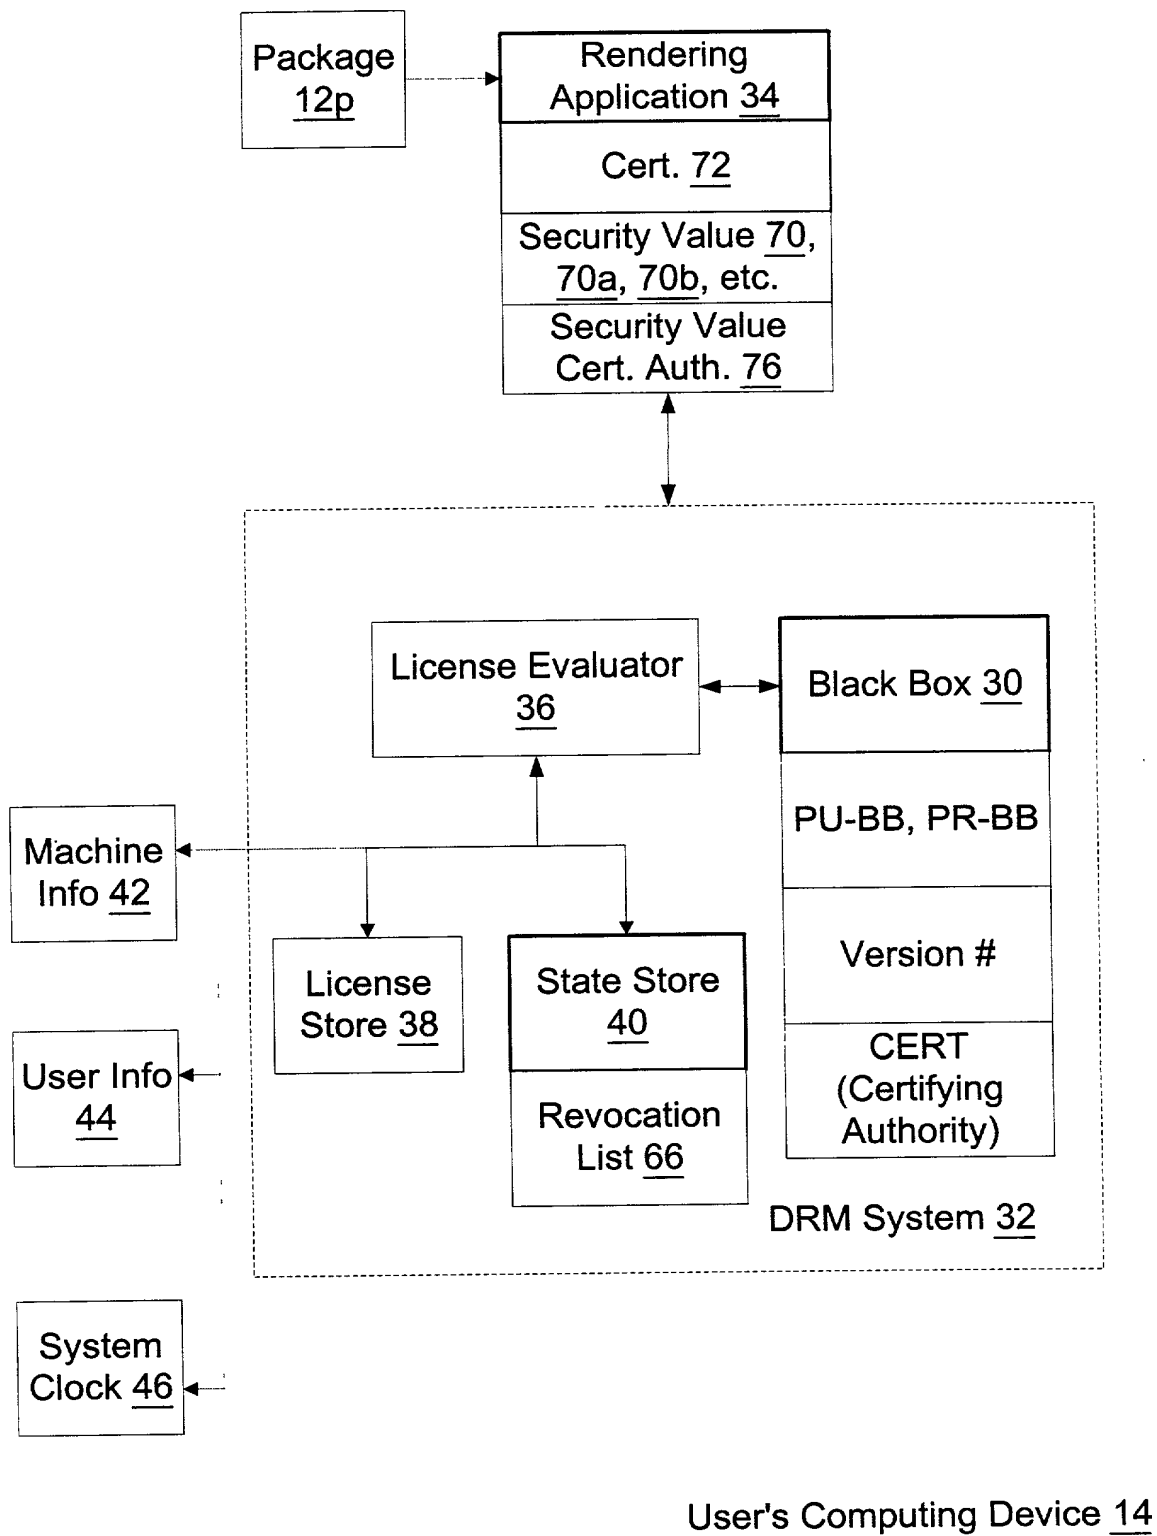 Package
12p
Rendering
Application 34
Cert. 72
Security Value 70,
70a, 70b, etc.
Security Value
Cert. Auth. 76
License Evaluator
36
Black Box 30
PU-BB, PR-BB
Version #
CERT
(Certifying
Authority)
Machine
Info 42
License
Store 38
State Store
40
Revocation
List 66
User Info
44
DRM System 32
System
Clock 46
User's Computing Device 14